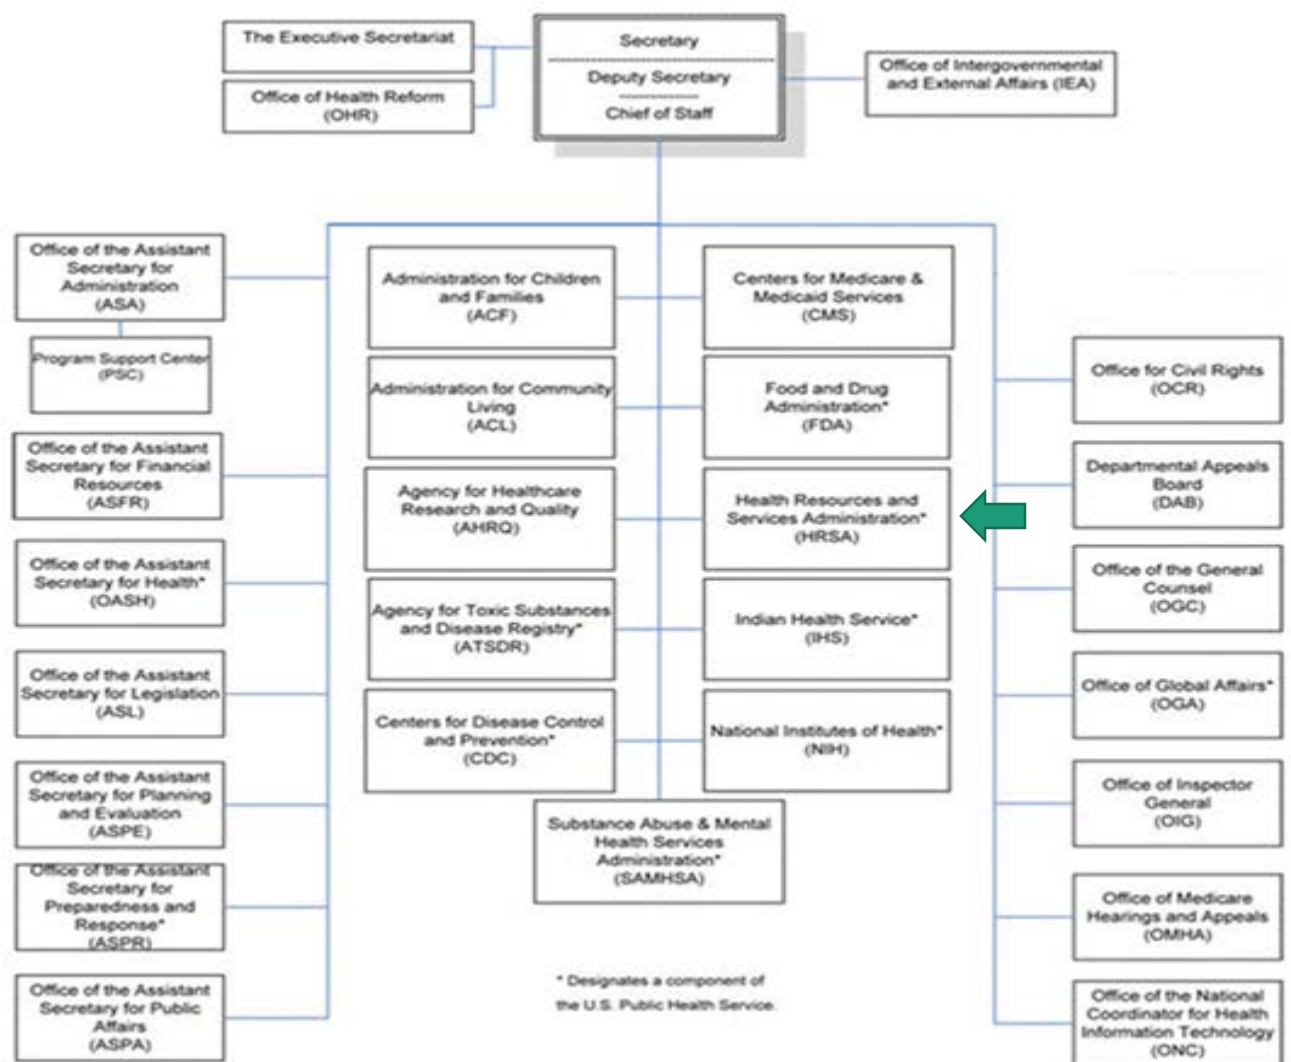 The Executive Secretariat
Office of Health Reform
(OHR)
Secretary
Deputy Secretary
Chief of Staff
Office of Intergovernmental
and External Affairs (IEA)
Office of the Assistant
Secretary for
Administration
(ASA)
Program Support Center
(PSC)
Office of the Assistant
Secretary for Financial
Resources
(ASFR)
Office of the Assistant
Secretary for Health*
(OASH)
Office of the Assistant
Secretary for Legislation
(ASL)
Office of the Assistant
Secretary for Planning
and Evaluation
(ASPE)
Office of the Assistant
Secretary for
Preparedness and
Response*
(ASPR)
Office of the Assistant
Secretary for Public
Affairs
(ASPA)
Administration for Children
and Families
(ACF)
Administration for Community
Living
(ACL)
Agency for Healthcare
Research and Quality
(AHRQ)
Agency for Toxic Substances
and Disease Registry*
(ATSDR)
Centers for Disease Control
and Prevention*
(CDC)
Centers for Medicare &
Medicaid Services
(CMS)
Food and Drug
Administration*
(FDA)
Health Resources and
Services Administration*
(HRSA)
Indian Health Service*
(IHS)
National Institutes of Health*
(NIH)
Substance Abuse & Mental
Health Services
Administration*
(SAMHSA)
* Designates a component of
the U.S. Public Health Service.
Office for Civil Rights
(OCR)
Departmental Appeals
Board
(DAB)
Office of the General
Counsel
(OGC)
Office of Global Affairs*
(OGA)
Office of Inspector
General
(OIG)
Office of Medicare
Hearings and Appeals
(OMHA)
Office of the National
Coordinator for Health
Information Technology
(ONC)